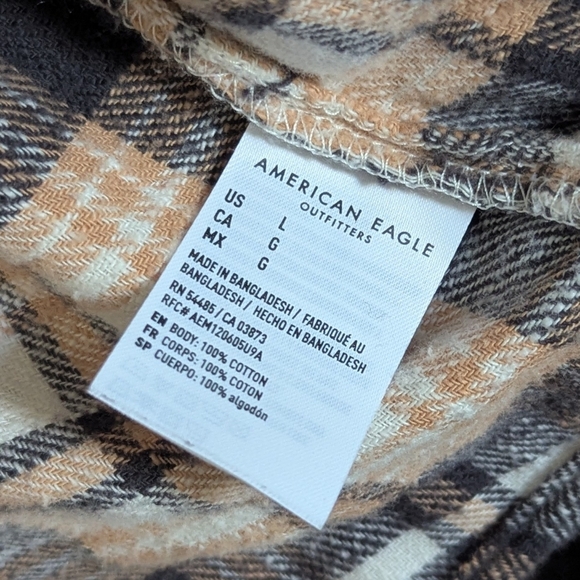 AMERICAN EAGLE
OUTFITTERS
US L
CA G
MX G
MADE IN BANGLADESH / FABRIQUÉ AU
BANGLADESH / HECHO EN BANGLADESH
RN 54485 / CA 03873
RFC# AEM120605U9A
EN BODY: 100% COTTON
FR CORPS: 100% COTON
SP CUERPO: 100% algodón